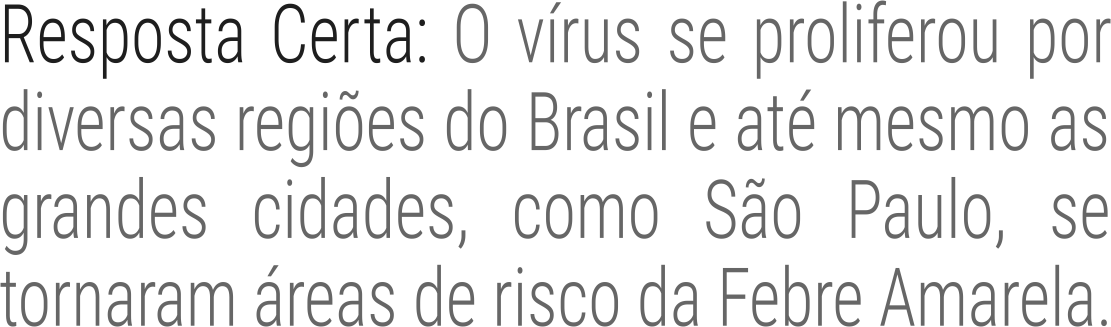 Resposta Certa: O vírus se proliferou por
diversas regiões do Brasil e até mesmo as
grandes cidades, como São Paulo, se
tornaram áreas de risco da Febre Amarela.